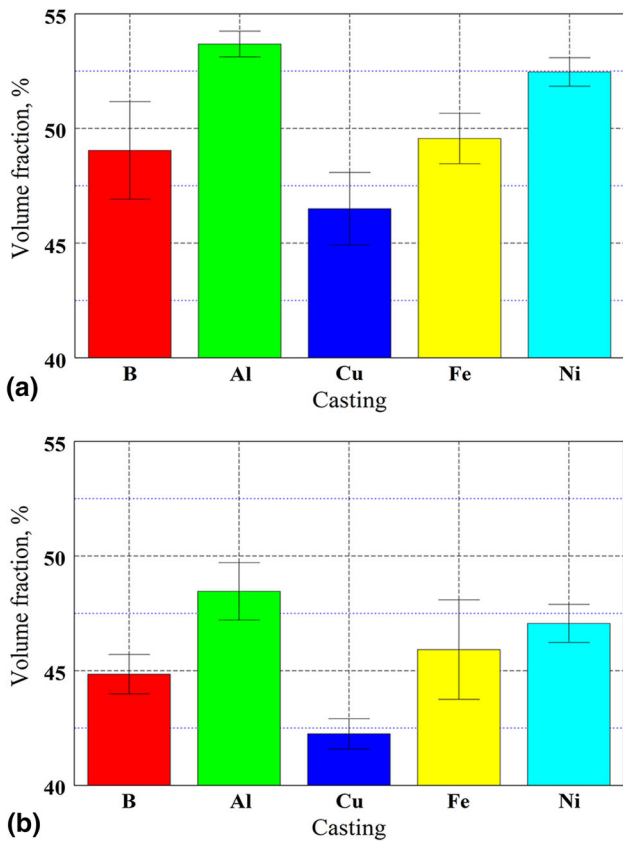 55
50
45
40
Volume fraction, %
B Al Cu Fe Ni
(a)
Casting
55
50
45
40
Volume fraction, %
B Al Cu Fe Ni
(b)
Casting